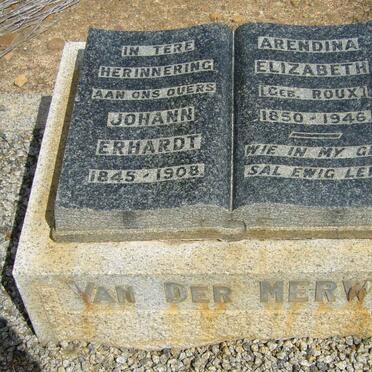 IN TERE
HERINNERING
AAN ONS OUERS
JOHANN
ERHARDT
1845-1908.
ARENDINA
ELIZABETH
(GEB. ROUX.)
1850-1946.
WIE IN MY
SAL EWIG
VAN DER